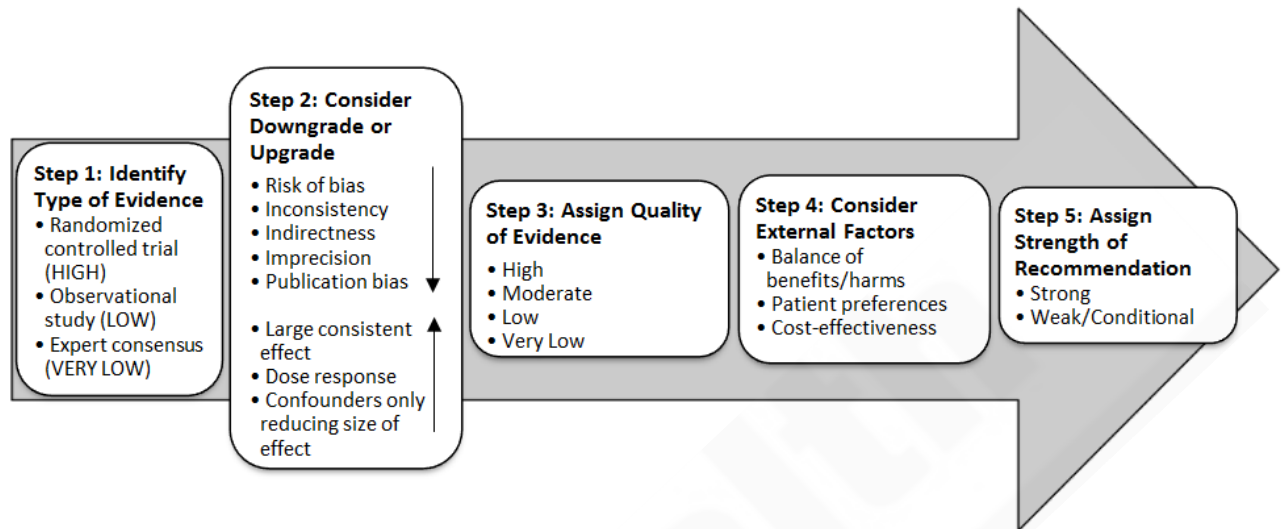 Step 1: Identify
Type of Evidence
• Randomized
controlled trial
(HIGH)
• Observational
study (LOW)
• Expert consensus
(VERY LOW)
Step 2: Consider
Downgrade or
Upgrade
• Risk of bias
• Inconsistency
• Indirectness
• Imprecision
• Publication bias
• Large consistent
effect
• Dose response
• Confounders only
reducing size of
effect
Step 3: Assign Quality
of Evidence
• High
• Moderate
• Low
• Very Low
Step 4: Consider
External Factors
• Balance of
benefits/harms
• Patient preferences
• Cost-effectiveness
Step 5: Assign
Strength of
Recommendation
• Strong
• Weak/Conditional